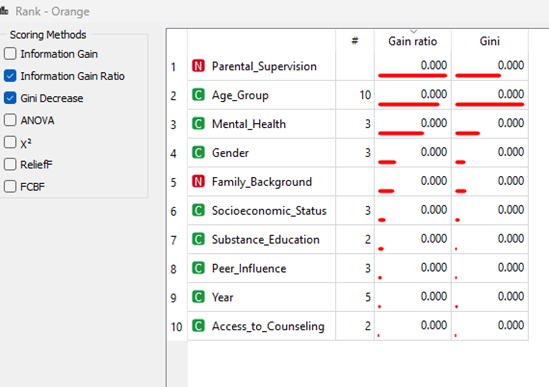 Rank - Orange
Scoring Methods
Information Gain
Information Gain Ratio
Gini Decrease
ANOVA
X²
ReliefF
FCBF
# Gain ratio Gini
1 N Parental_Supervision 0.000 0.000
2 C Age_Group 10 0.000 0.000
3 C Mental_Health 3 0.000 0.000
4 C Gender 3 0.000 0.000
5 N Family_Background 0.000 0.000
6 C Socioeconomic_Status 3 0.000 0.000
7 C Substance_Education 2 0.000 0.000
8 C Peer_Influence 3 0.000 0.000
9 C Year 5 0.000 0.000
10 C Access_to_Counseling 2 0.000 0.000